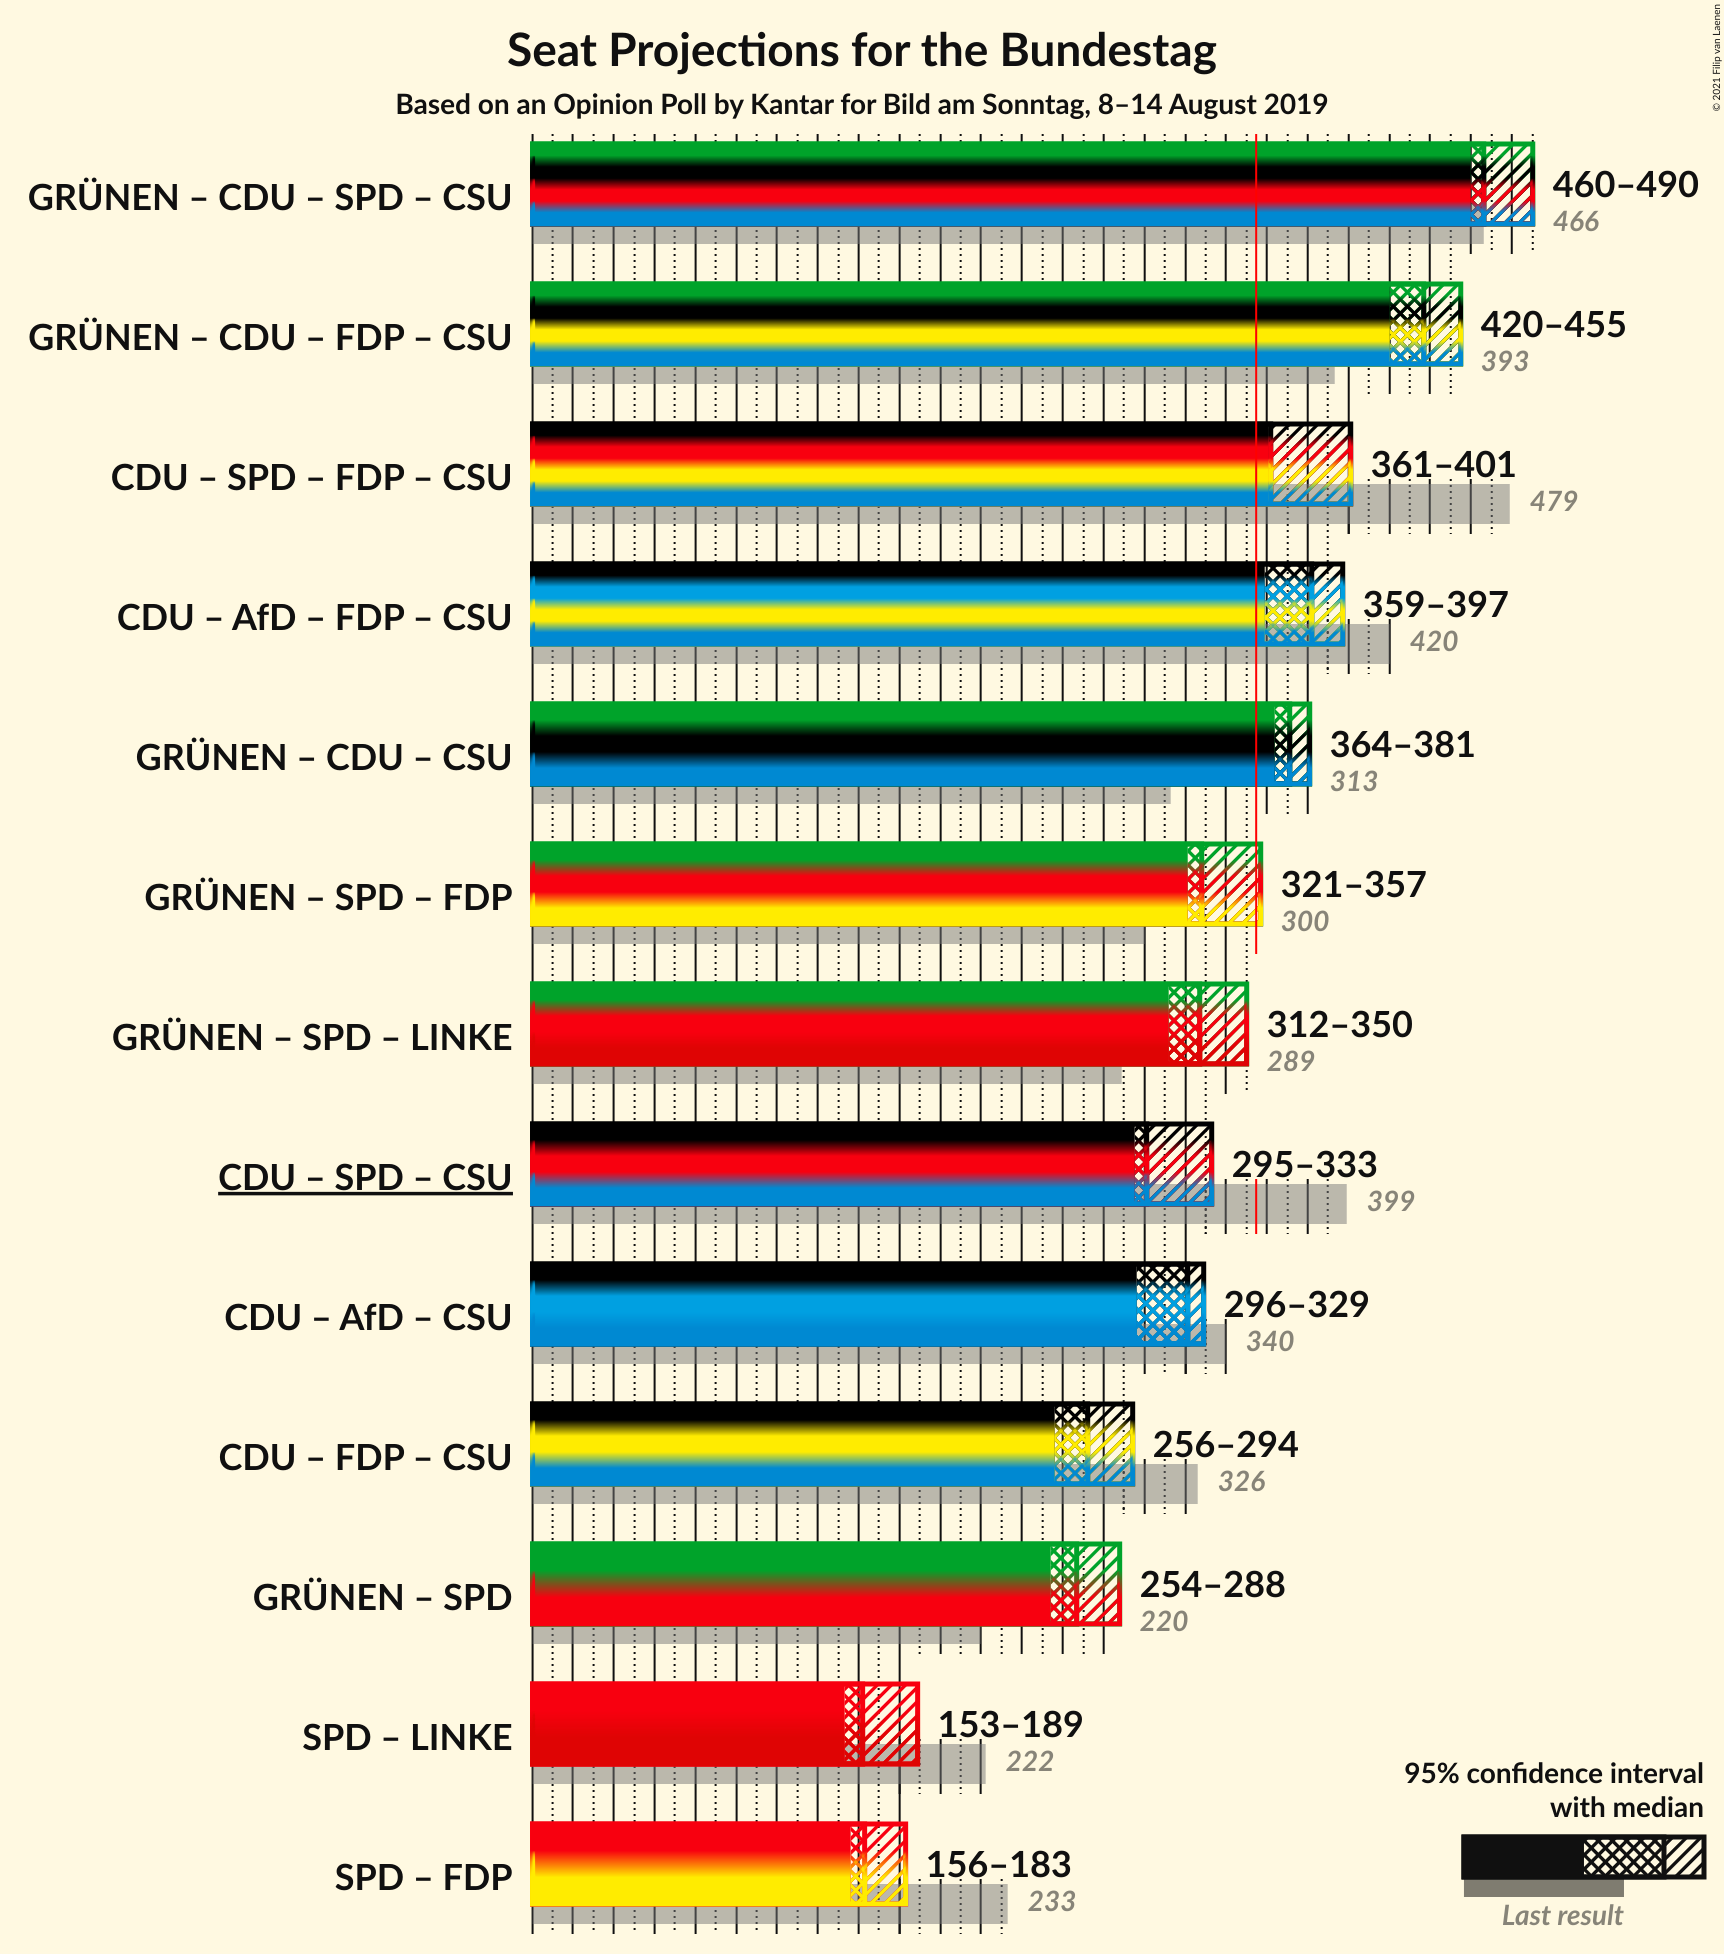 Seat Projections for the Bundestag
Based on an Opinion Poll by Kantar for Bild am Sonntag, 8–14 August 2019
© 2021 Filip van Laenen
GRÜNEN – CDU – SPD – CSU
460–490
466
GRÜNEN – CDU – FDP – CSU
420–455
393
CDU – SPD – FDP – CSU
361–401
479
CDU – AfD – FDP – CSU
359–397
420
GRÜNEN – CDU – CSU
364–381
313
GRÜNEN – SPD – FDP
321–357
300
GRÜNEN – SPD – LINKE
312–350
289
CDU – SPD – CSU
295–333
399
CDU – AfD – CSU
296–329
340
CDU – FDP – CSU
256–294
326
GRÜNEN – SPD
254–288
220
SPD – LINKE
153–189
222
SPD – FDP
156–183
233
95% confidence interval
with median
Last result